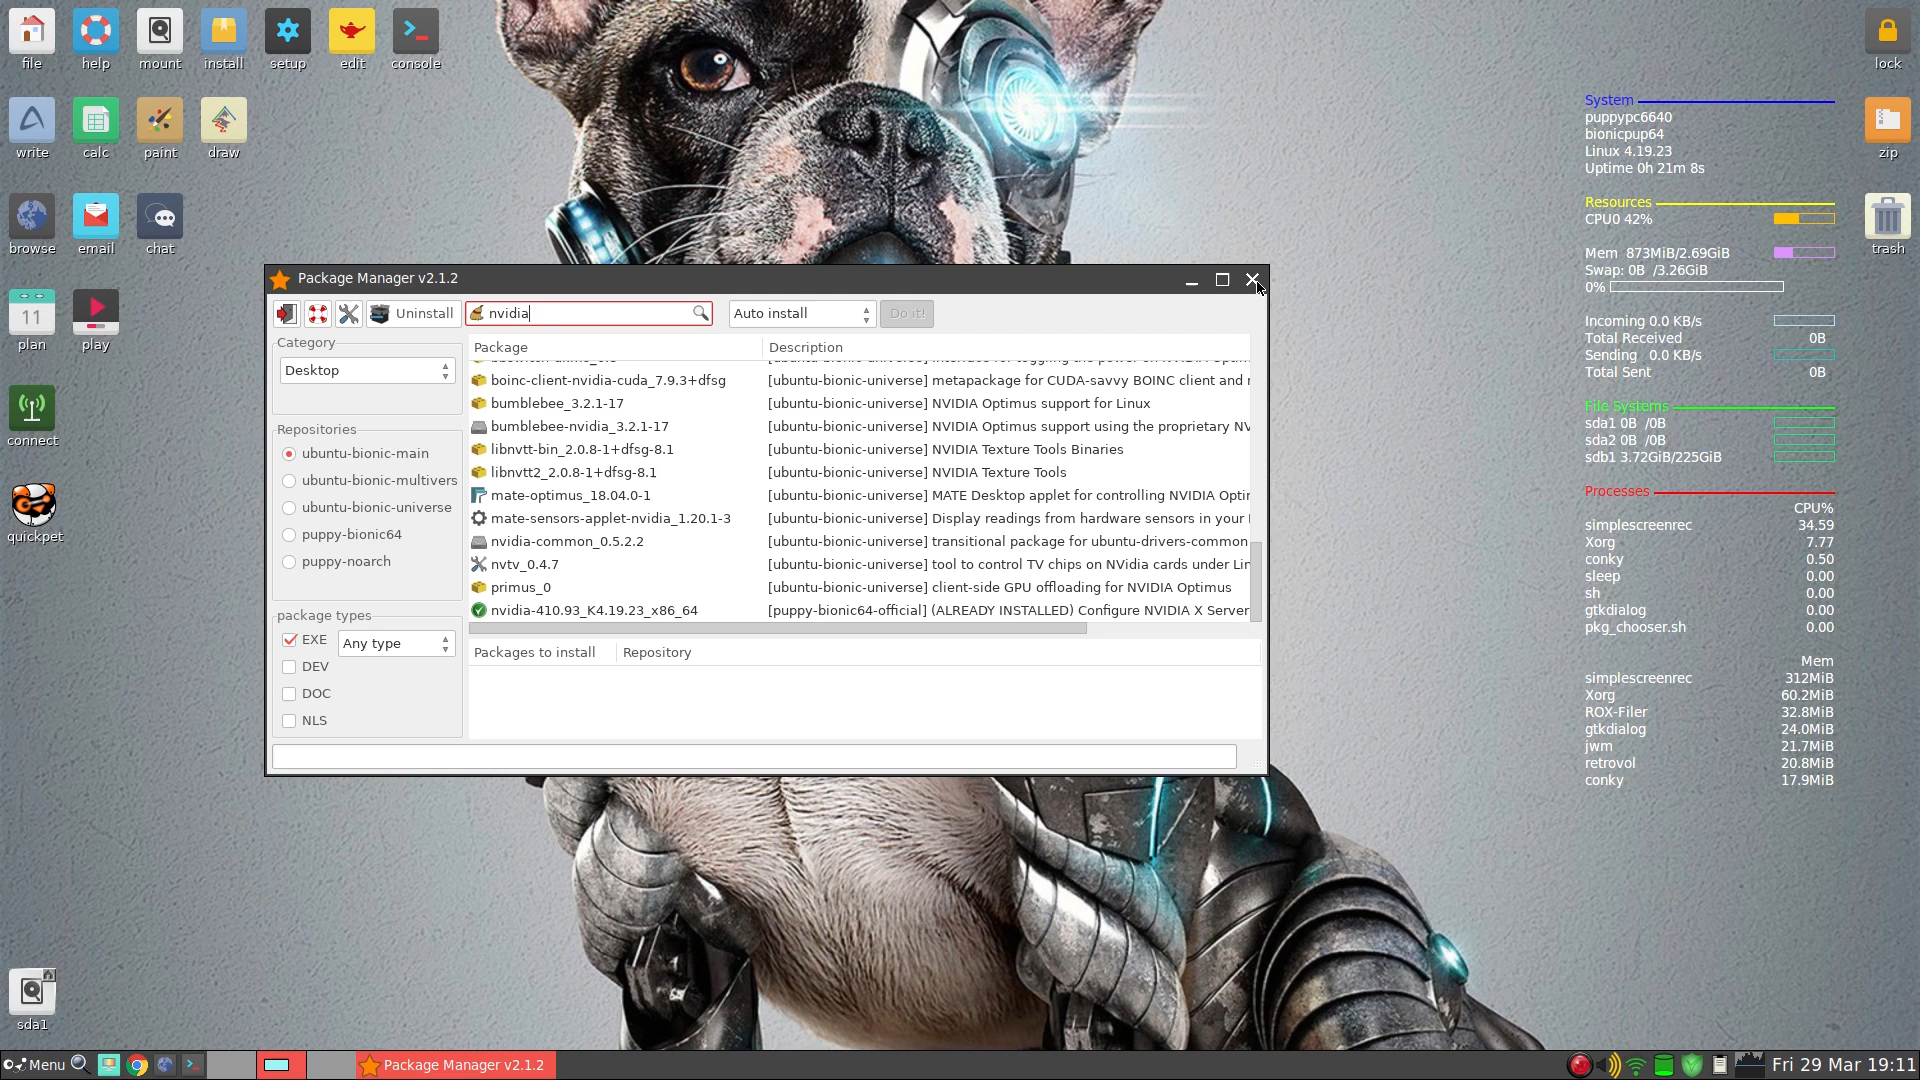 file
help
mount
install
setup
edit
console
lock
write
calc
paint
draw
zip
browse
email
chat
trash
plan
11
play
connect
quickpet
sda1
System
puppypc6640
bionicpup64
Linux 4.19.23
Uptime 0h 21m 8s
Resources
CPU0 42%
Mem 873MiB/2.69GiB
Swap: 0B /3.26GiB
0%
Incoming 0.0 KB/s
Total Received 0B
Sending 0.0 KB/s
Total Sent 0B
File Systems
sda1 0B /0B
sda2 0B /0B
sdb1 3.72GiB/225GiB
Processes
CPU%
simplescreenrec 34.59
Xorg 7.77
conky 0.50
sleep 0.00
sh 0.00
gtkdialog 0.00
pkg_chooser.sh 0.00
Mem
simplescreenrec 312MiB
Xorg 60.2MiB
ROX-Filer 32.8MiB
gtkdialog 24.0MiB
jwm 21.7MiB
retrovol 20.8MiB
conky 17.9MiB
Package Manager v2.1.2
Uninstall
nvidia
Auto install
Do it!
Category
Desktop
Repositories
ubuntu-bionic-main
ubuntu-bionic-multivers
ubuntu-bionic-universe
puppy-bionic64
puppy-noarch
package types
EXE
Any type
DEV
DOC
NLS
Package Description
boinc-client-nvidia-cuda_7.9.3+dfsg [ubuntu-bionic-universe] metapackage for CUDA-savvy BOINC client and
bumblebee_3.2.1-17 [ubuntu-bionic-universe] NVIDIA Optimus support for Linux
bumblebee-nvidia_3.2.1-17 [ubuntu-bionic-universe] NVIDIA Optimus support using the proprietary NV
libnvtt-bin_2.0.8-1+dfsg-8.1 [ubuntu-bionic-universe] NVIDIA Texture Tools Binaries
libnvtt2_2.0.8-1+dfsg-8.1 [ubuntu-bionic-universe] NVIDIA Texture Tools
mate-optimus_18.04.0-1 [ubuntu-bionic-universe] MATE Desktop applet for controlling NVIDIA Opti
mate-sensors-applet-nvidia_1.20.1-3 [ubuntu-bionic-universe] Display readings from hardware sensors in your
nvidia-common_0.5.2.2 [ubuntu-bionic-universe] transitional package for ubuntu-drivers-common
nvtv_0.4.7 [ubuntu-bionic-universe] tool to control TV chips on NVidia cards under Lin
primus_0 [ubuntu-bionic-universe] client-side GPU offloading for NVIDIA Optimus
nvidia-410.93_K4.19.23_x86_64 [puppy-bionic64-official] (ALREADY INSTALLED) Configure NVIDIA X Server
Packages to install Repository
Menu
Package Manager v2.1.2
Fri 29 Mar 19:11